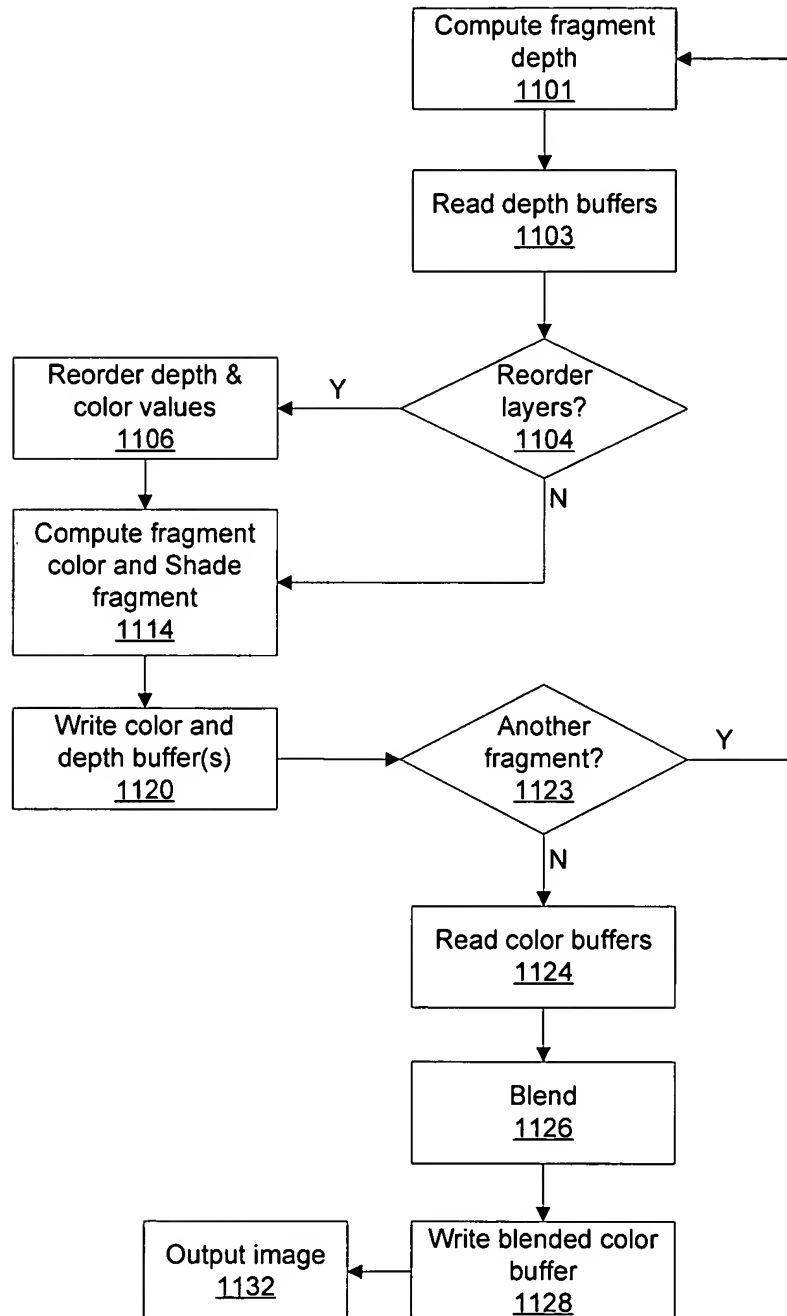 Compute fragment
depth
1101
Read depth buffers
1103
Reorder
layers?
1104
Y
N
Reorder depth &
color values
1106
Compute fragment
color and Shade
fragment
1114
Write color and
depth buffer(s)
1120
Another
fragment?
1123
Y
N
Read color buffers
1124
Blend
1126
Write blended color
buffer
1128
Output image
1132